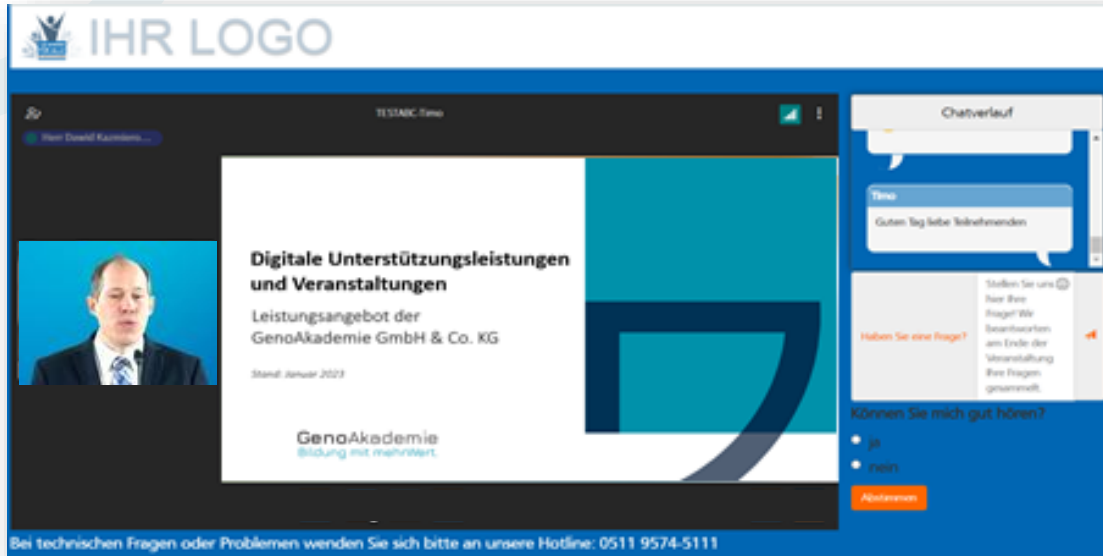 IHR LOGO
TESTABC-Timo
Herr Dawid Kazmiero...
Digitale Unterstützungsleistungen
und Veranstaltungen
Leistungsangebot der
GenoAkademie GmbH & Co. KG
Stand: Januar 2023
GenoAkademie
Bildung mit mehrWert.
Chatverlauf
Timo
Guten Tag liebe Teilnehmenden
Haben Sie eine Frage?
Stellen Sie uns
hier Ihre
Frage! Wir
beantworten
am Ende der
Veranstaltung
Ihre Fragen
gesammelt.
Können Sie mich gut hören?
ja
nein
Abstimmen
Bei technischen Fragen oder Problemen wenden Sie sich bitte an unsere Hotline: 0511 9574-5111